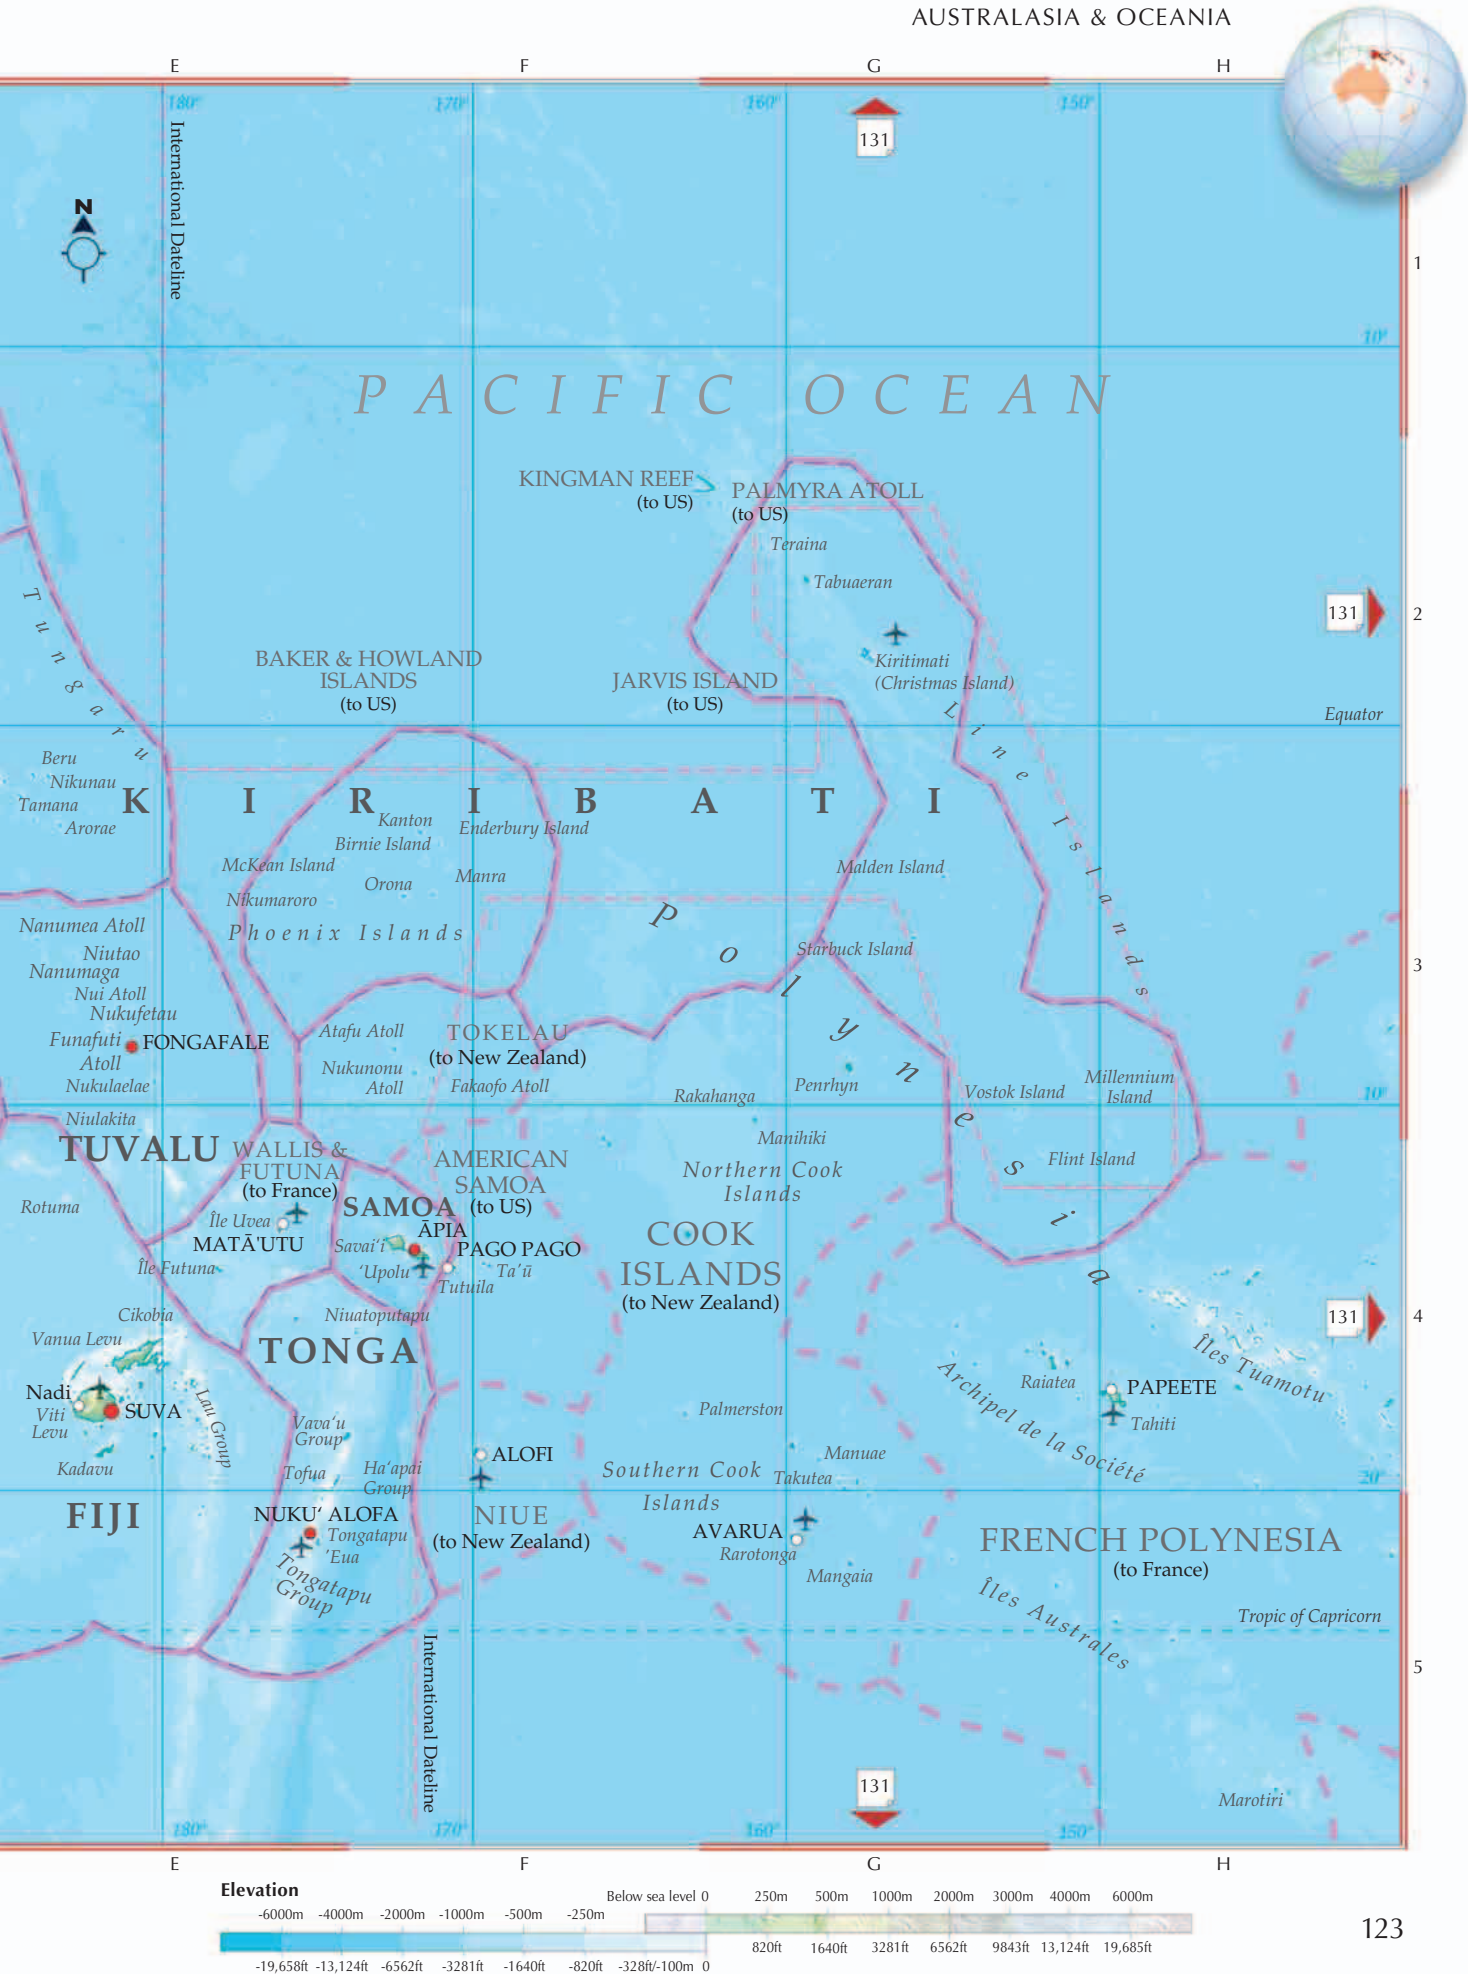 AUSTRALASIA & OCEANIA
E
F
G
H
180°
170°
160°
150°
International Dateline
131
N
1
10°
PACIFIC OCEAN
KINGMAN REEF
(to US)
PALMYRA ATOLL
(to US)
Teraina
Tabuaeran
Tungaru
131
2
Kiritimati
(Christmas Island)
BAKER & HOWLAND
ISLANDS
(to US)
JARVIS ISLAND
(to US)
Line Islands
Equator
Beru
Nikunau
Tamana
Arorae
KIRIBATI
Kanton
Enderbury Island
Birnie Island
McKean Island
Orona
Manra
Nikumaroro
Phoenix Islands
Malden Island
Starbuck Island
Polynesia
Nanumea Atoll
Niutao
Nanumaga
Nui Atoll
Nukufetau
Funafuti
Atoll
FONGAFALE
Nukulaelae
Niulakita
3
Atafu Atoll
TOKELAU
(to New Zealand)
Nukunonu
Atoll
Fakaofo Atoll
Rakahanga
Penrhyn
Vostok Island
Millennium
Island
10°
TUVALU
WALLIS &
FUTUNA
(to France)
AMERICAN
SAMOA
(to US)
Manihiki
Northern Cook
Islands
Flint Island
Rotuma
Île Uvea
MATĀ'UTU
SAMOA
ĀPIA
Savai'i
'Upolu
PAGO PAGO
Ta'ū
Tutuila
COOK
ISLANDS
(to New Zealand)
Île Futuna
Cikobia
Vanua Levu
Niuatoputapu
TONGA
131
4
Îles Tuamotu
Nadi
Viti
Levu
SUVA
Lau Group
Kadavu
Raiatea
PAPEETE
Tahiti
Archipel de la Société
Vava'u
Group
Palmerston
Tofua
Ha'apai
Group
ALOFI
Manuae
Southern Cook
Islands
Takutea
20°
FIJI
NUKU' ALOFA
Tongatapu
'Eua
Tongatapu
Group
NIUE
(to New Zealand)
AVARUA
Rarotonga
Mangaia
FRENCH POLYNESIA
(to France)
Îles Australes
Tropic of Capricorn
5
International Dateline
131
Marotiri
180°
170°
160°
150°
E
F
G
H
Elevation
Below sea level 0
250m
500m
1000m
2000m
3000m
4000m
6000m
-6000m
-4000m
-2000m
-1000m
-500m
-250m
820ft
1640ft
3281ft
6562ft
9843ft
13,124ft
19,685ft
-19,658ft
-13,124ft
-6562ft
-3281ft
-1640ft
-820ft
-328ft/-100m
0
123